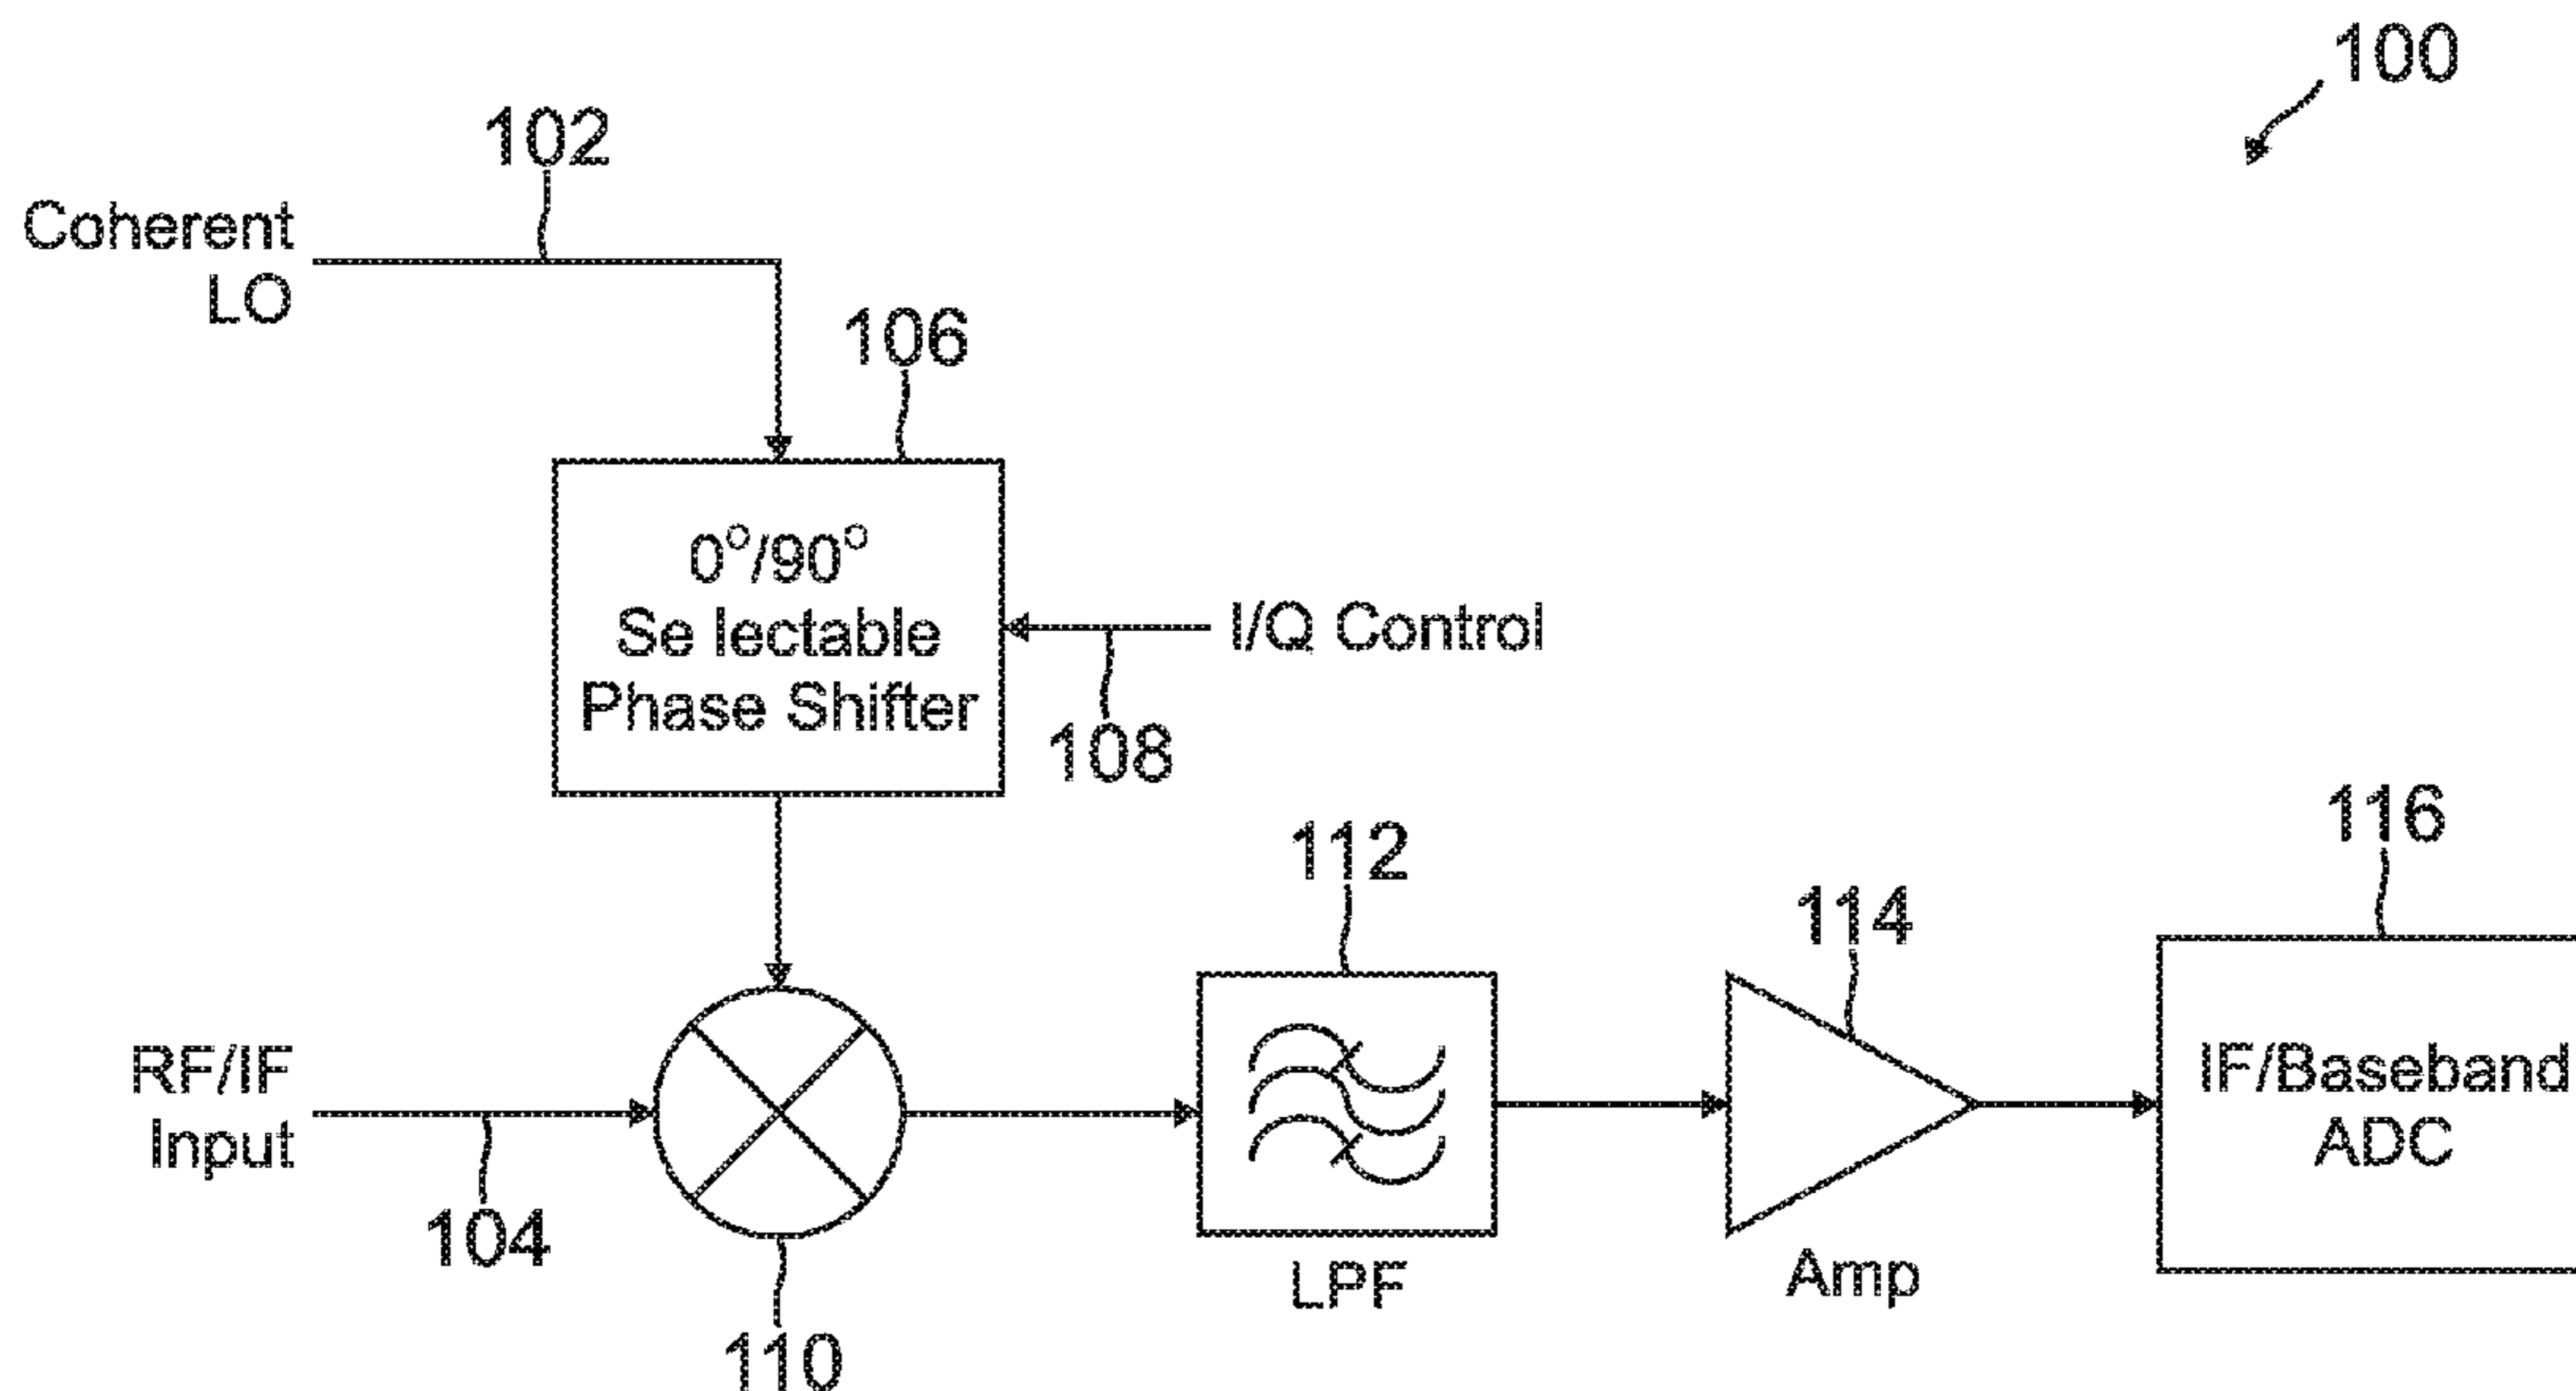 100
102
Coherent
LO
106
0°/90°
Se lectable
Phase Shifter
I/Q Control
108
116
112
114
RF/IF
Input
IF/Baseband
ADC
104
LPF
Amp
110